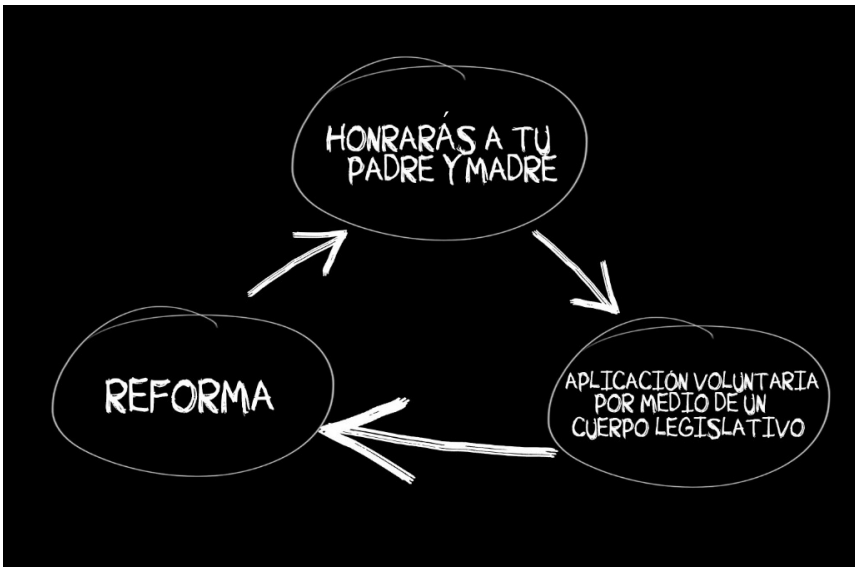 HONRARÁS A TU
PADRE Y MADRE
APLICACIÓN VOLUNTARIA
POR MEDIO DE UN
CUERPO LEGISLATIVO
REFORMA